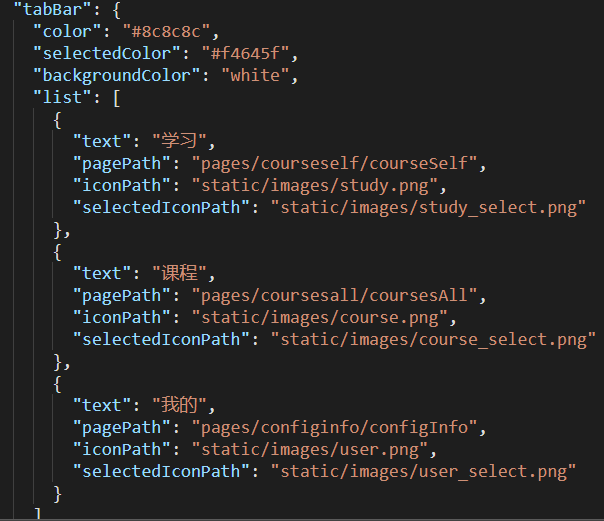 "tabBar": {
"color": "#8c8c8c",
"selectedColor": "#f4645f",
"backgroundColor": "white",
"list": [
{
"text": "学习",
"pagePath": "pages/courseself/courseSelf",
"iconPath": "static/images/study.png",
"selectedIconPath": "static/images/study_select.png"
},
{
"text": "课程",
"pagePath": "pages/coursesall/coursesAll",
"iconPath": "static/images/course.png",
"selectedIconPath": "static/images/course_select.png"
},
{
"text": "我的",
"pagePath": "pages/configinfo/configInfo",
"iconPath": "static/images/user.png",
"selectedIconPath": "static/images/user_select.png"
}
]